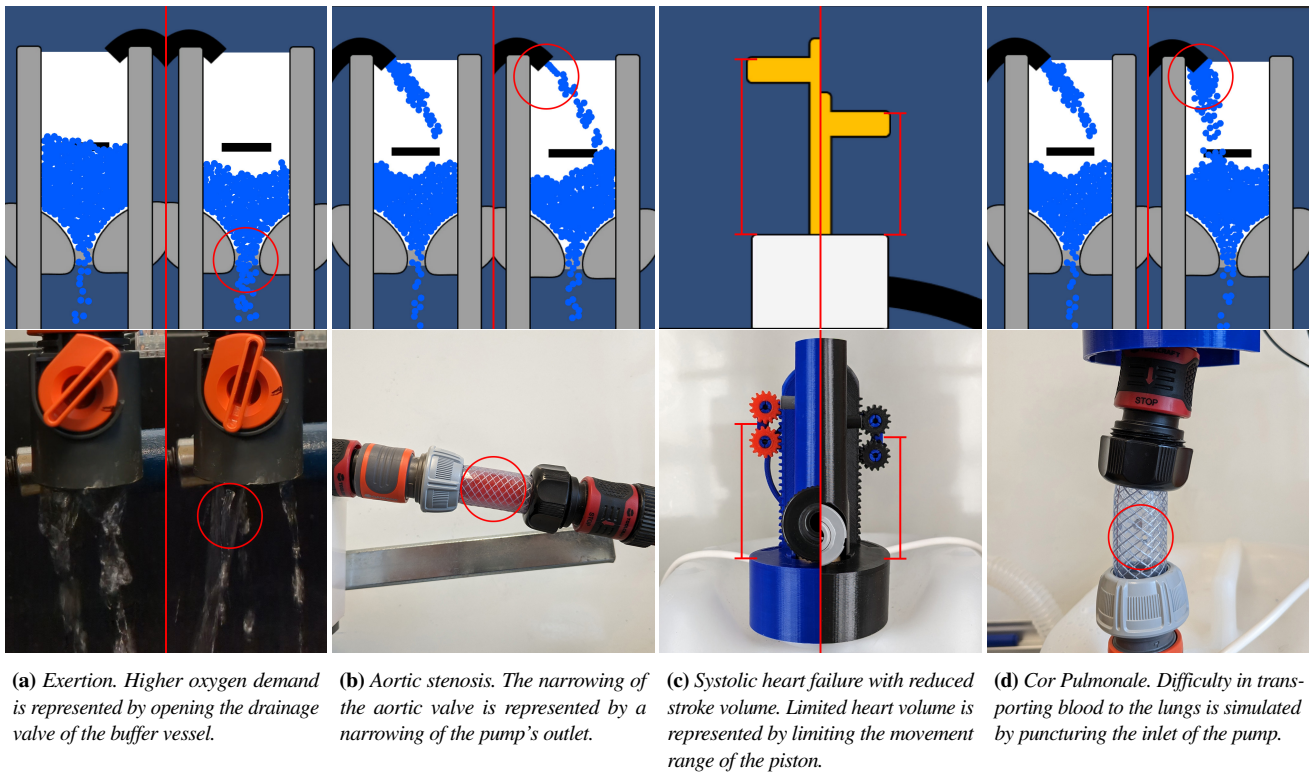 STOP
(a) Exertion. Higher oxygen demand
is represented by opening the drainage
valve of the buffer vessel.
(b) Aortic stenosis. The narrowing of
the aortic valve is represented by a
narrowing of the pump's outlet.
(c) Systolic heart failure with reduced
stroke volume. Limited heart volume is
represented by limiting the movement
range of the piston.
(d) Cor Pulmonale. Difficulty in trans-
porting blood to the lungs is simulated
by puncturing the inlet of the pump.